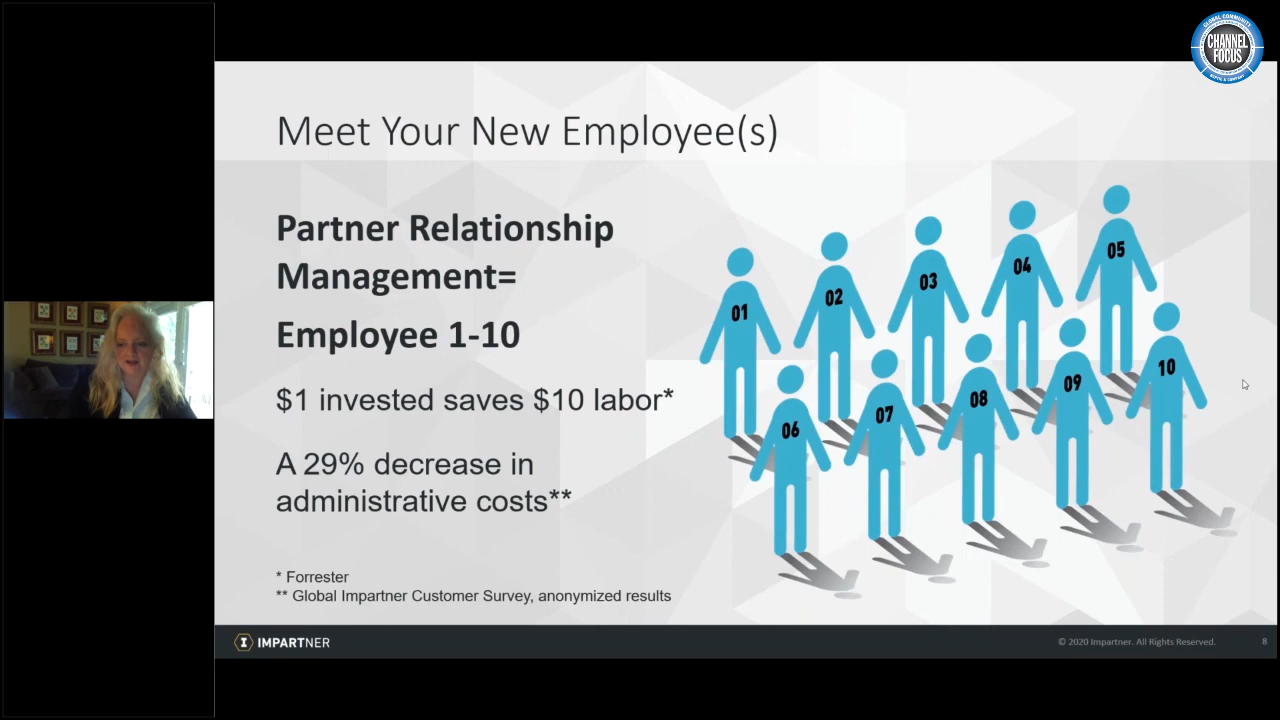 GLOBAL COMMUNITY
CHANNEL
FOCUS
Meet Your New Employee(s)
Partner Relationship
Management=
Employee 1-10
$1 invested saves $10 labor*
A 29% decrease in
administrative costs**
* Forrester
** Global Impartner Customer Survey, anonymized results
01
02
03
04
05
06
07
08
09
10
IMPARTNER
© 2020 Impartner. All Rights Reserved.
8